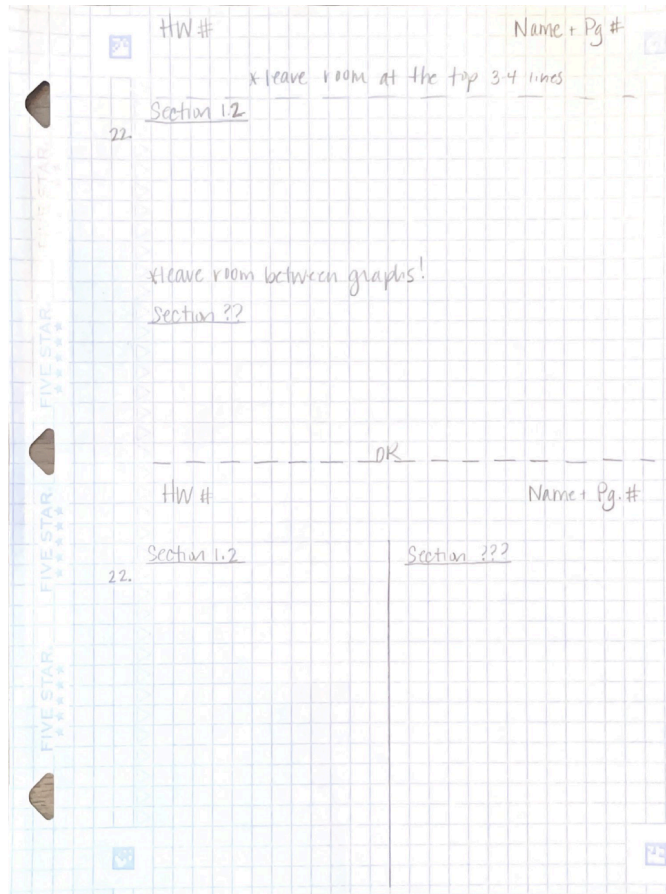 HW # Name + Pg #
* leave room at the top 3-4 lines
Section 1.2
22.
* leave room between graphs!
Section ??
OR
HW # Name + Pg. #
Section 1.2 Section ???
22.
FIVE STAR
FIVE STAR
FIVE STAR
FIVE STAR